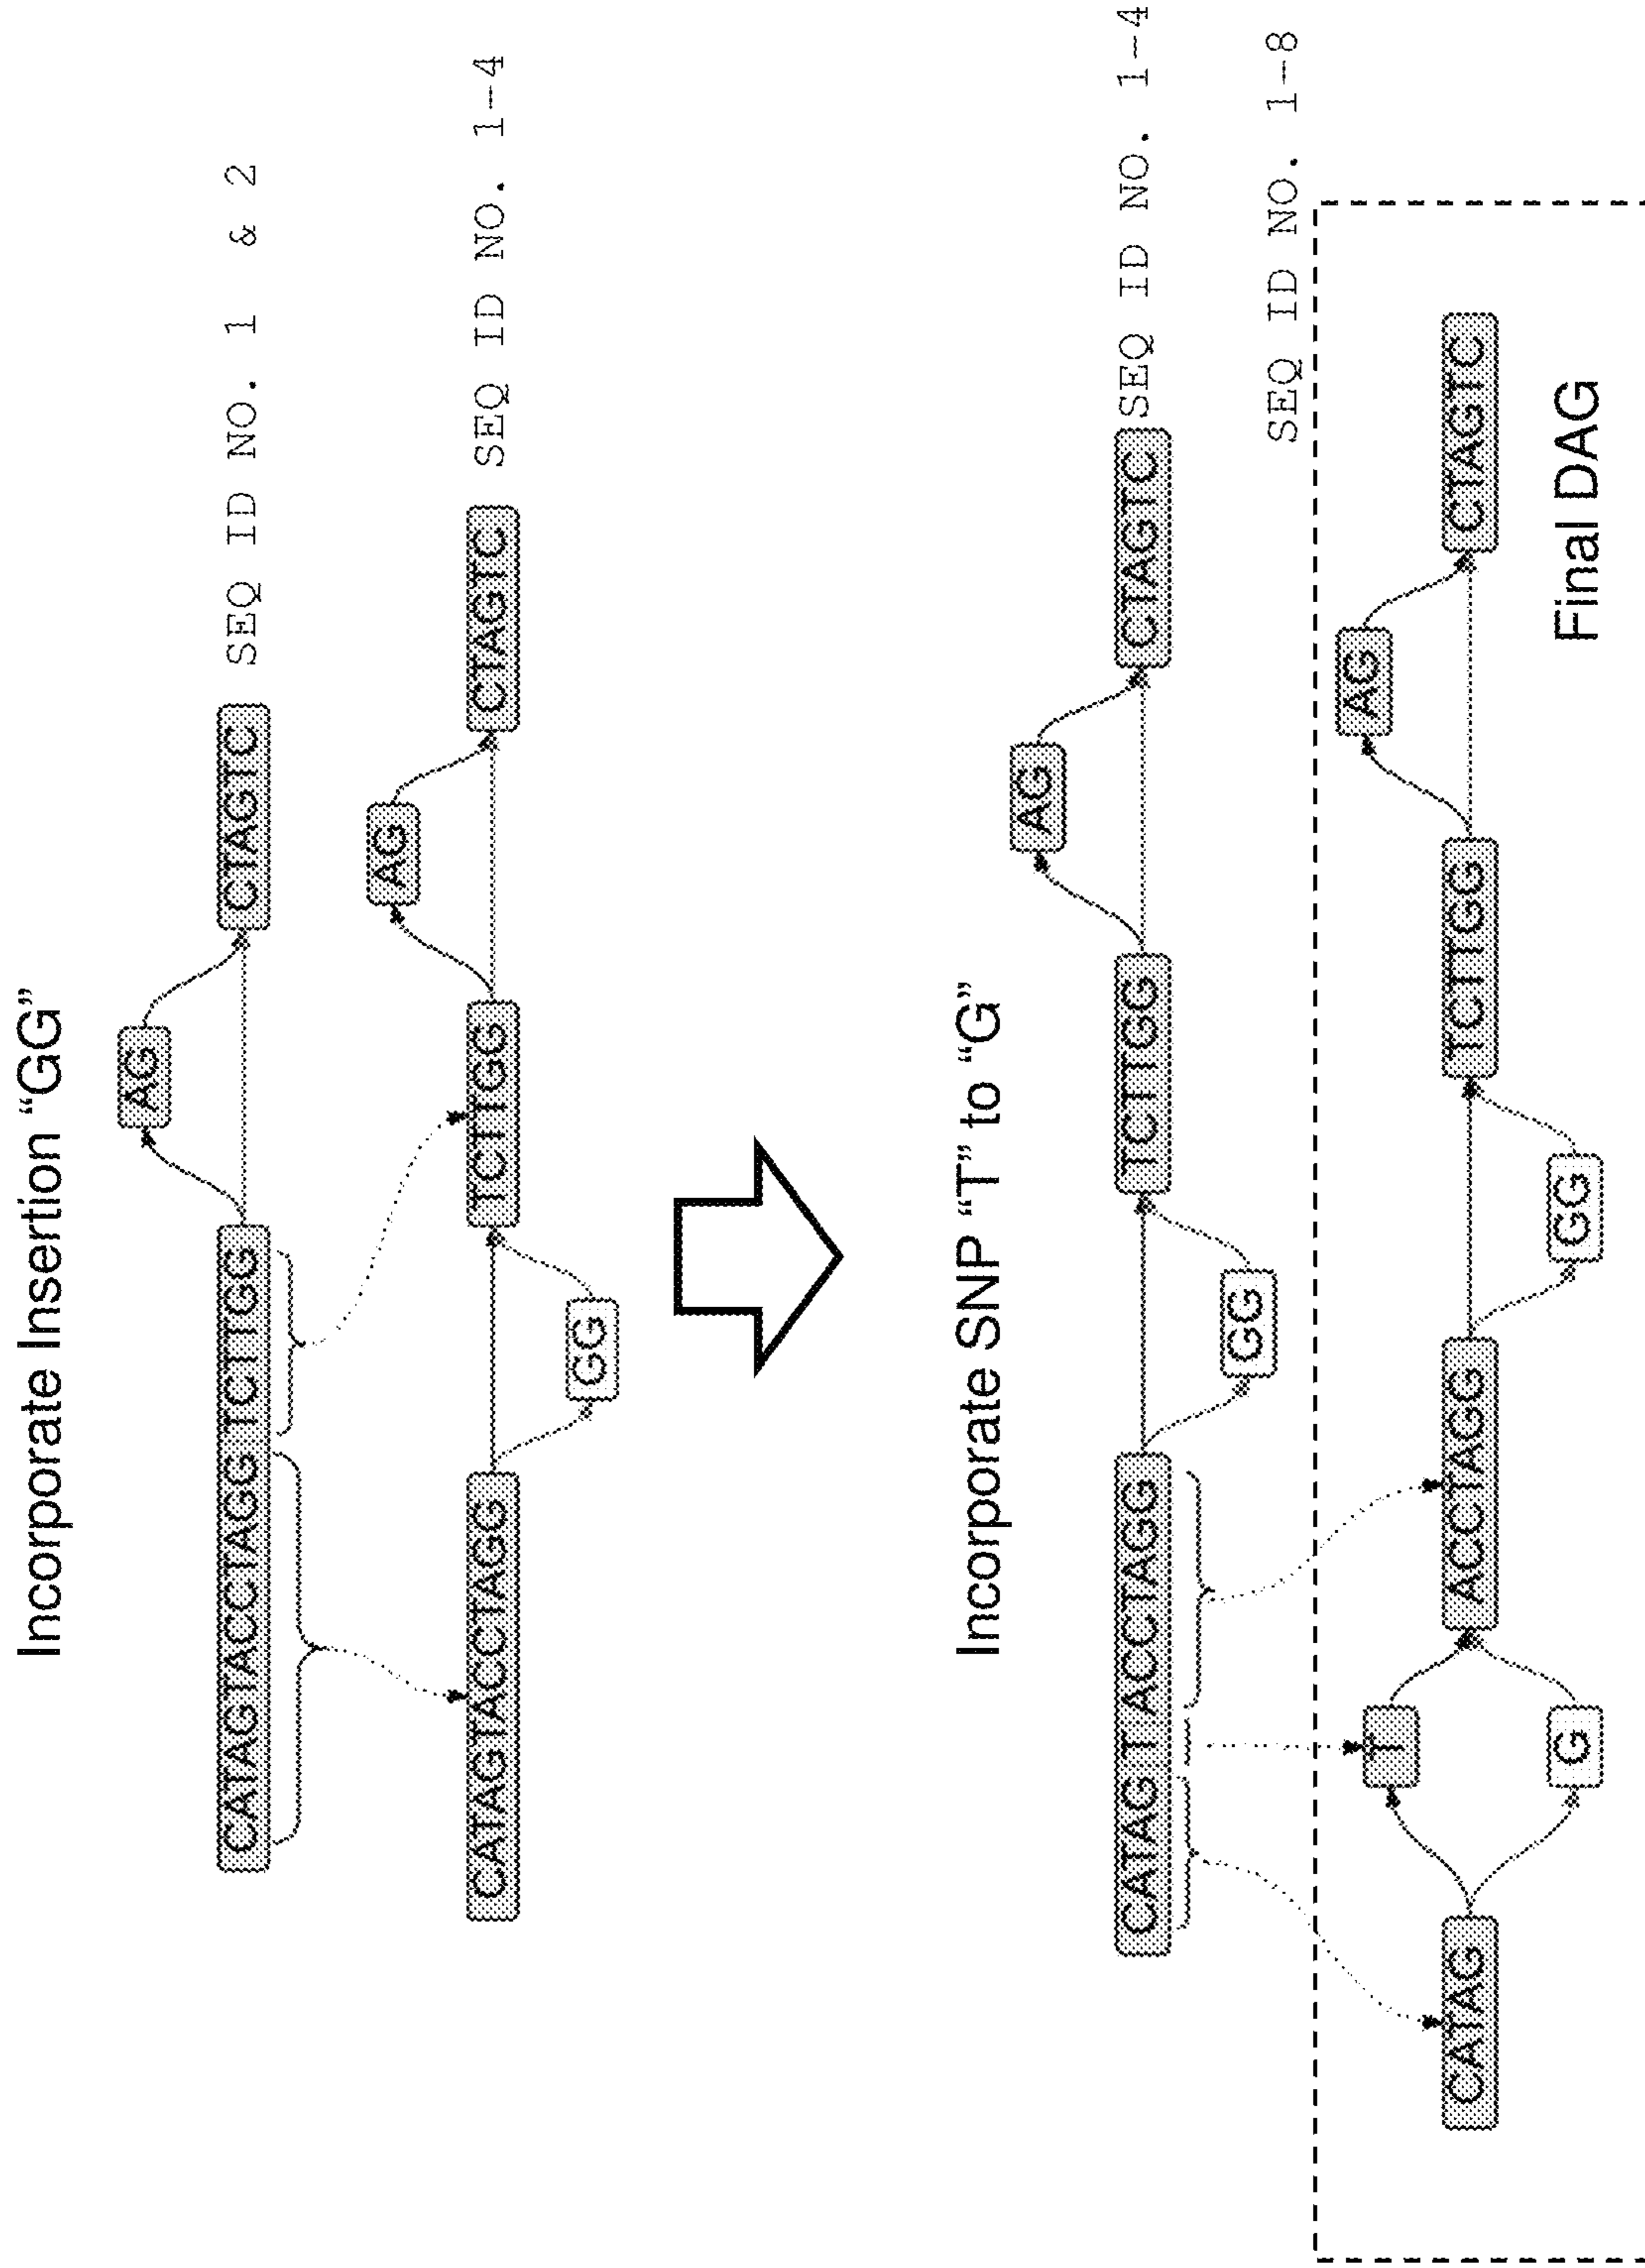 Incorporate Insertion “GG”
AG
CATAGTACCTAGG TCTTGG CTAGTC SEQ ID NO. 1 & 2
AG
CATAGTACCTAGG TCTTGG CTAGTC SEQ ID NO. 1-4
GG
Incorporate SNP “T” to “G”
AG
CATAG T ACCTAGG TCTTGG CTAGTC SEQ ID NO. 1-4
GG
SEQ ID NO. 1-8
T AG
CATAG ACCTAGG TCTTGG CTAGTC
G GG
Final DAG